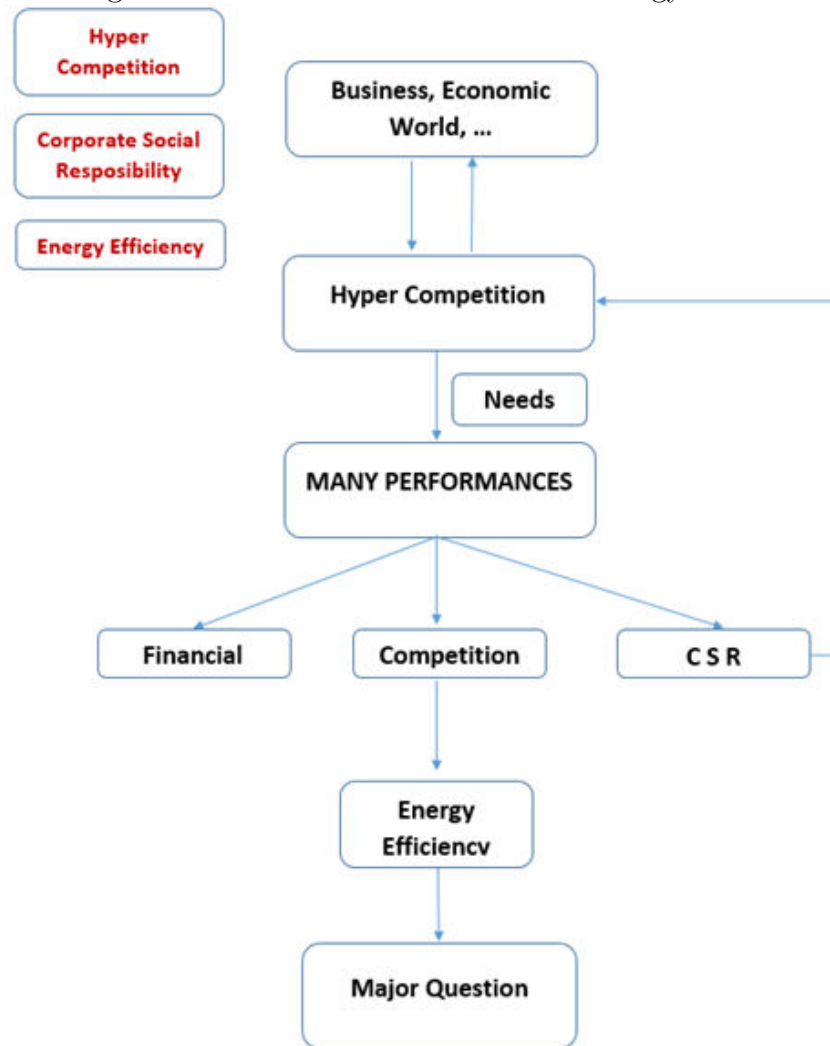 Hyper
Competition
Corporate Social
Resposibility
Energy Efficiency
Business, Economic
World, ...
Hyper Competition
Needs
MANY PERFORMANCES
Financial
Competition
C S R
Energy
Efficiency
Major Question